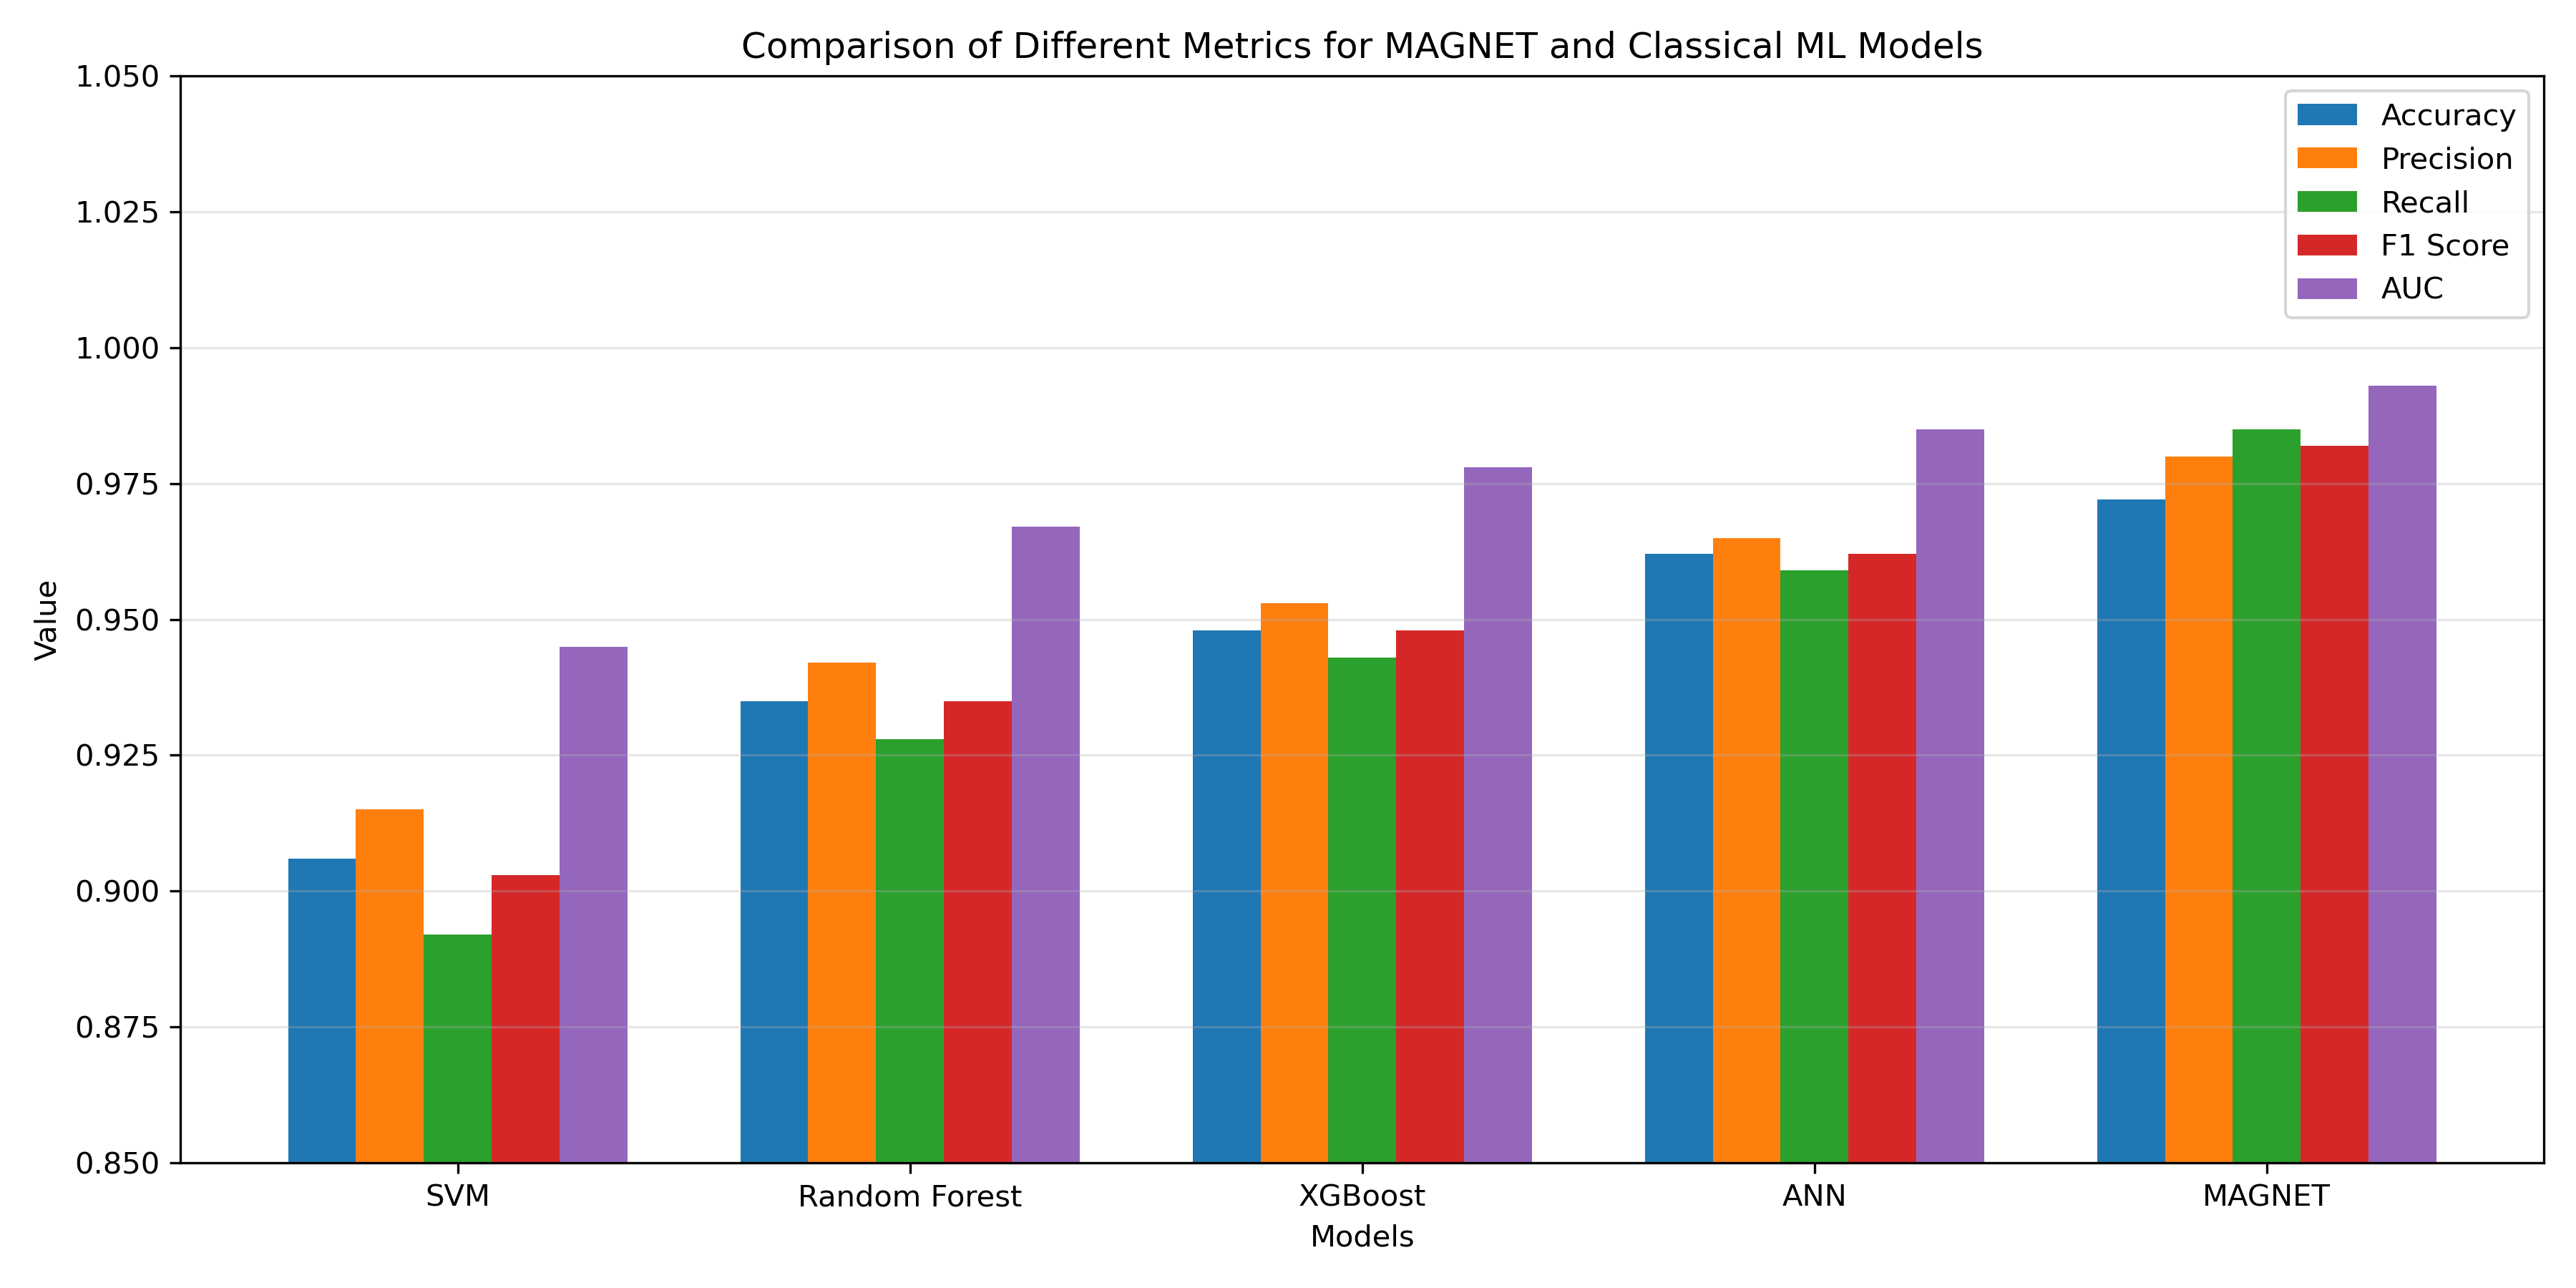 Comparison of Different Metrics for MAGNET and Classical ML Models
1.050
1.025
1.000
0.975
0.950
0.925
0.900
0.875
0.850
Value
Accuracy
Precision
Recall
F1 Score
AUC
SVM
Random Forest
XGBoost
ANN
MAGNET
Models